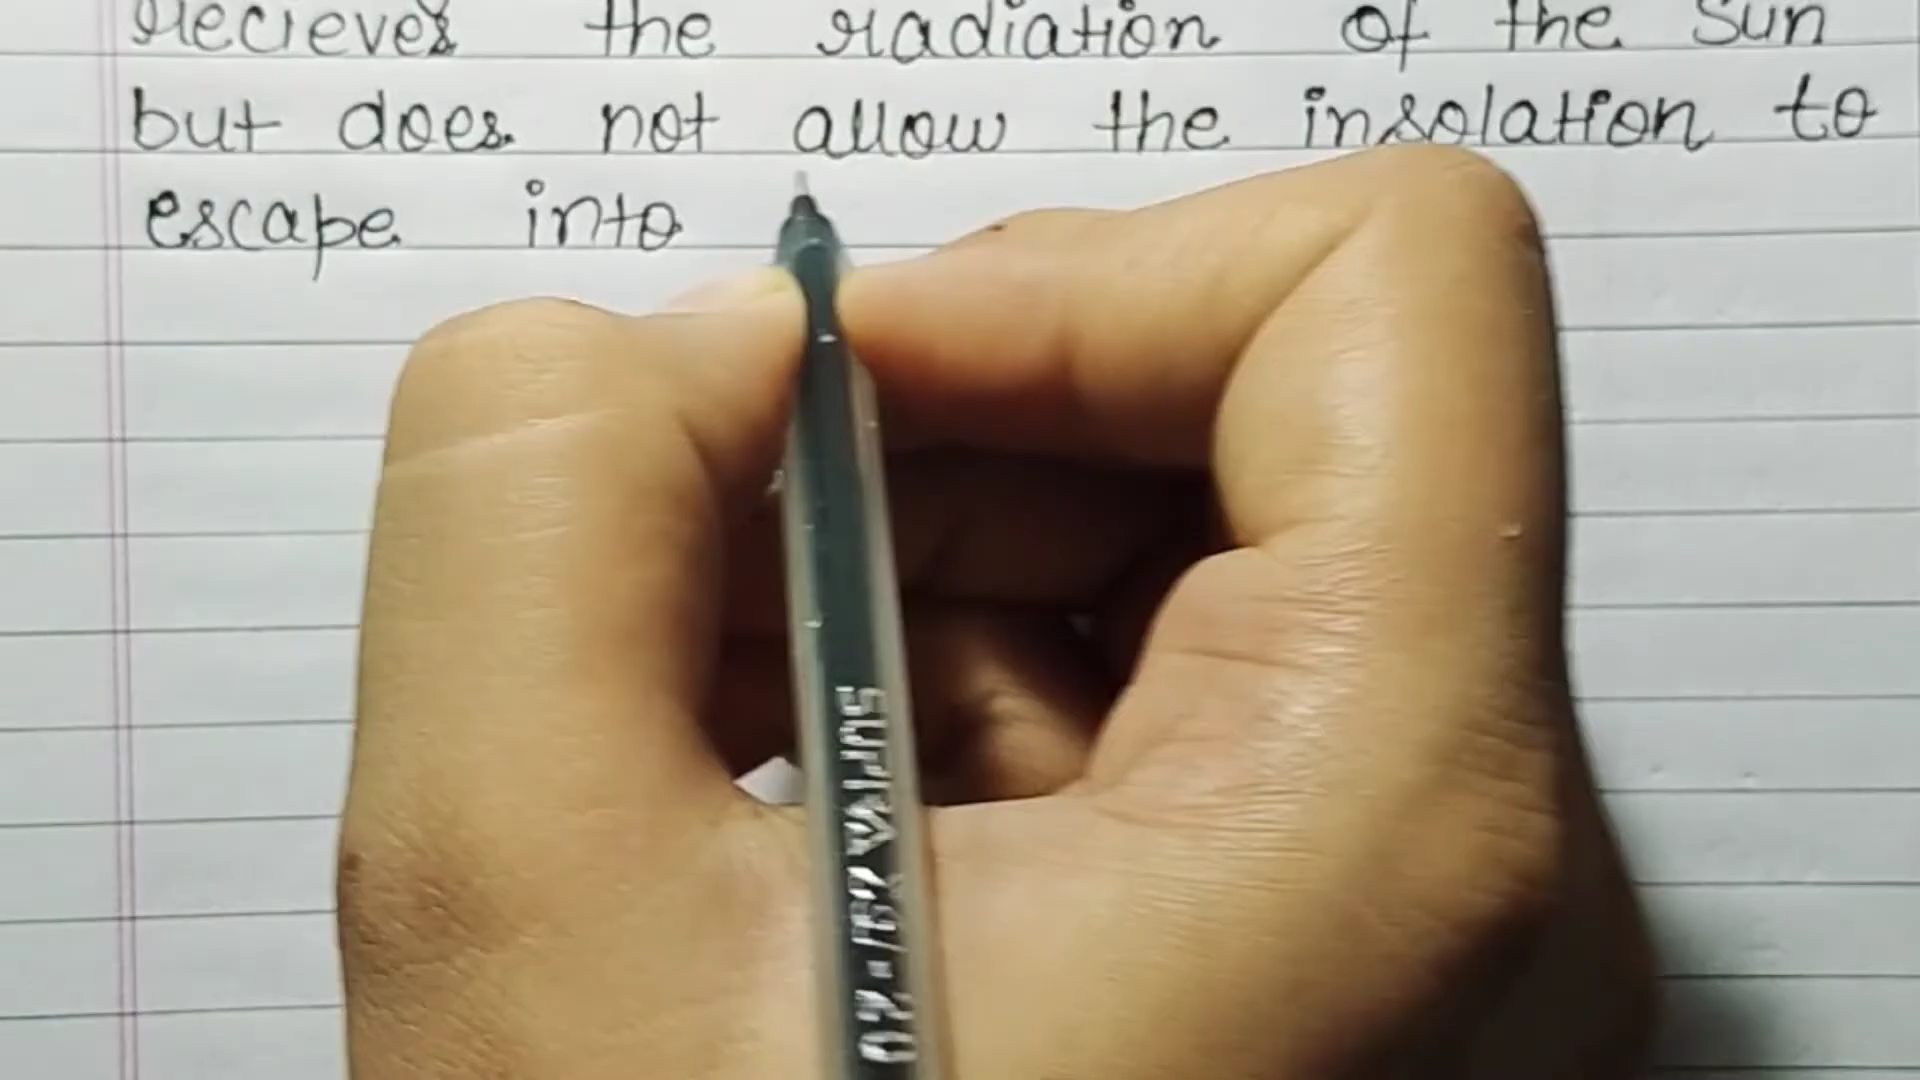 recieves the radiation of the Sun
but does not allow the insolation to
escape into